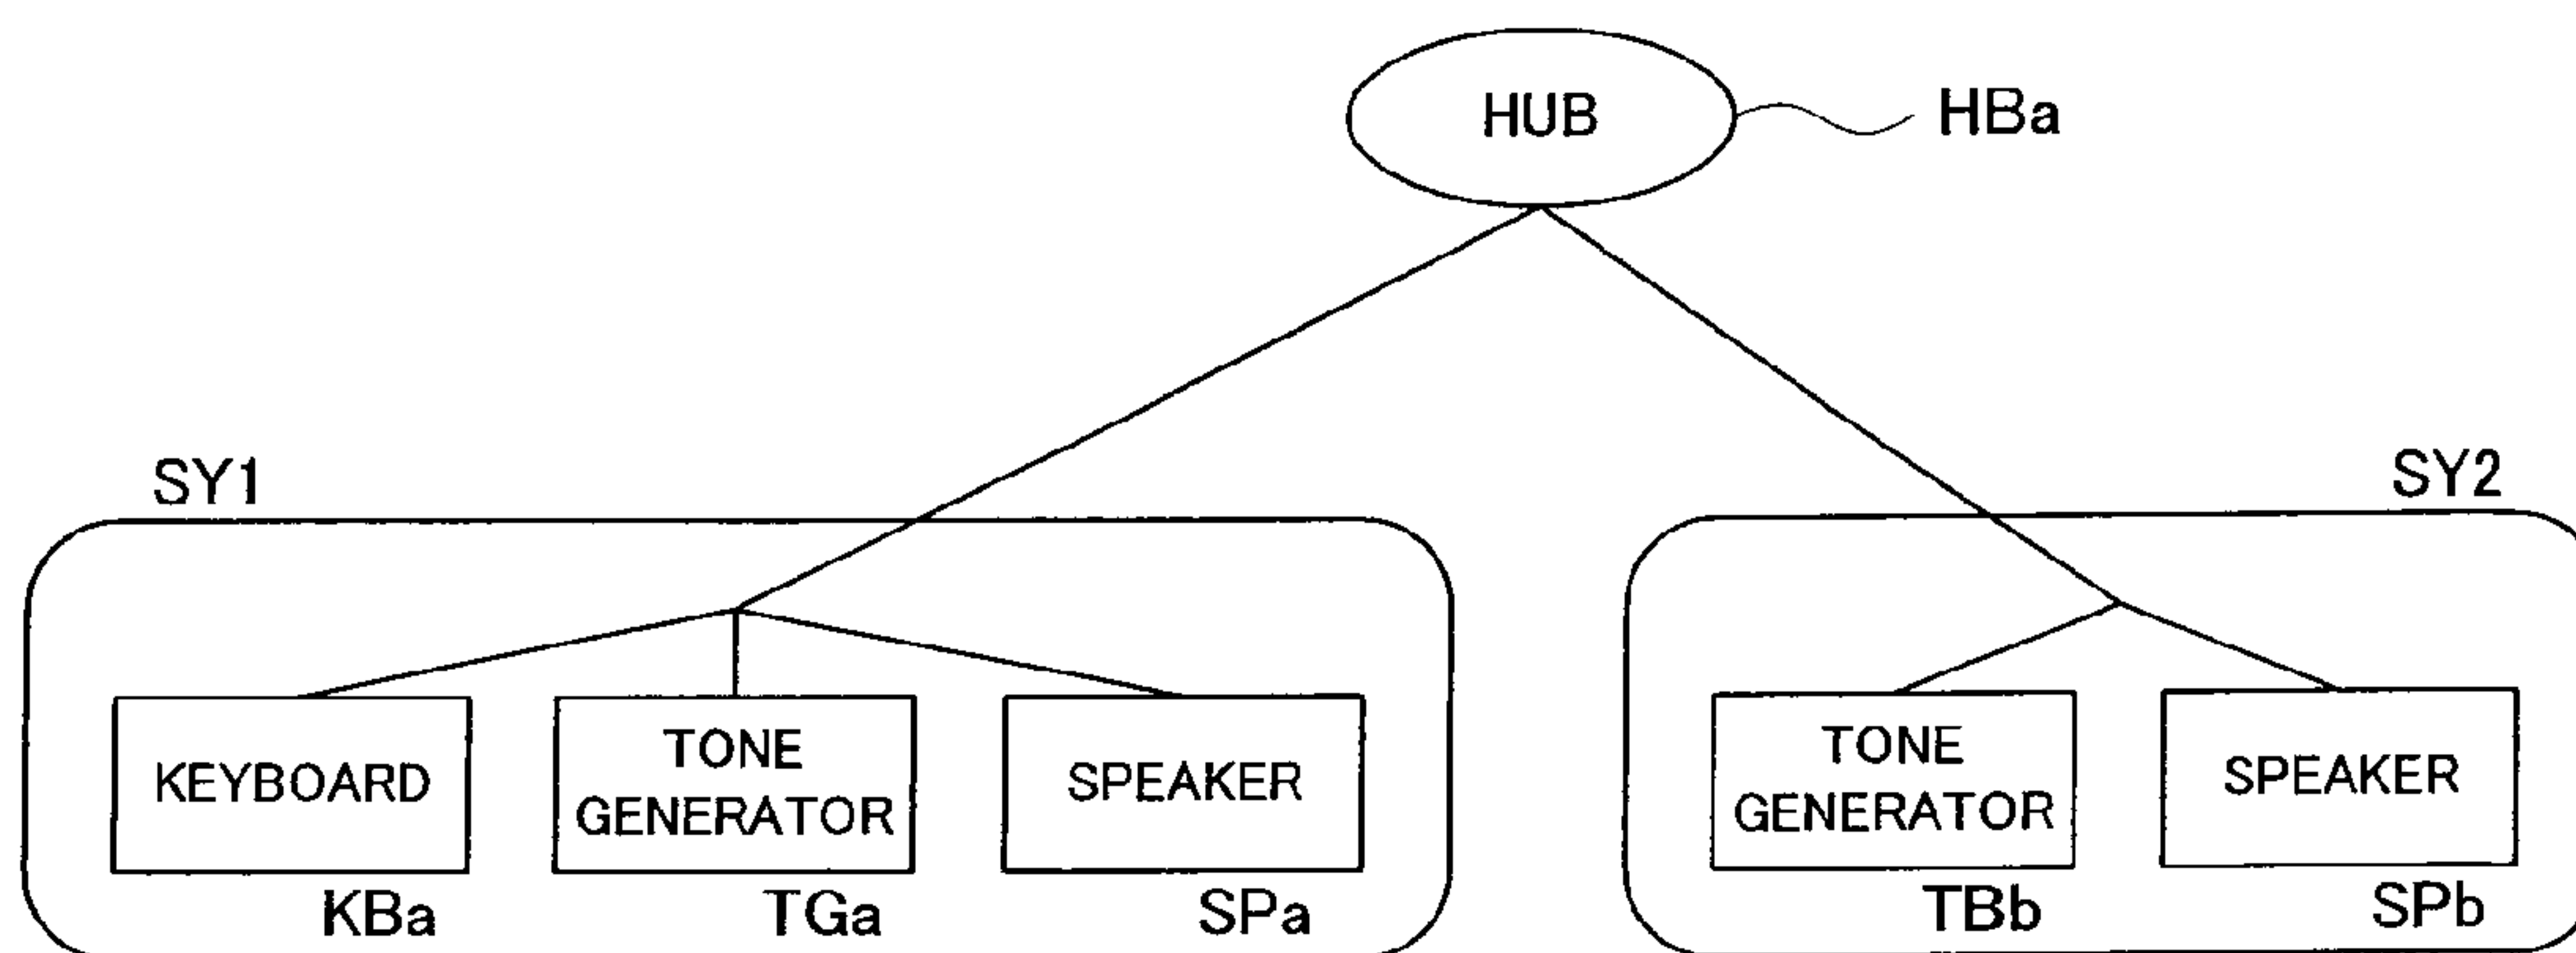 HUB
HBa
SY1
SY2
KEYBOARD
TONE
GENERATOR
SPEAKER
TONE
GENERATOR
SPEAKER
KBa
TGa
SPa
TBb
SPb